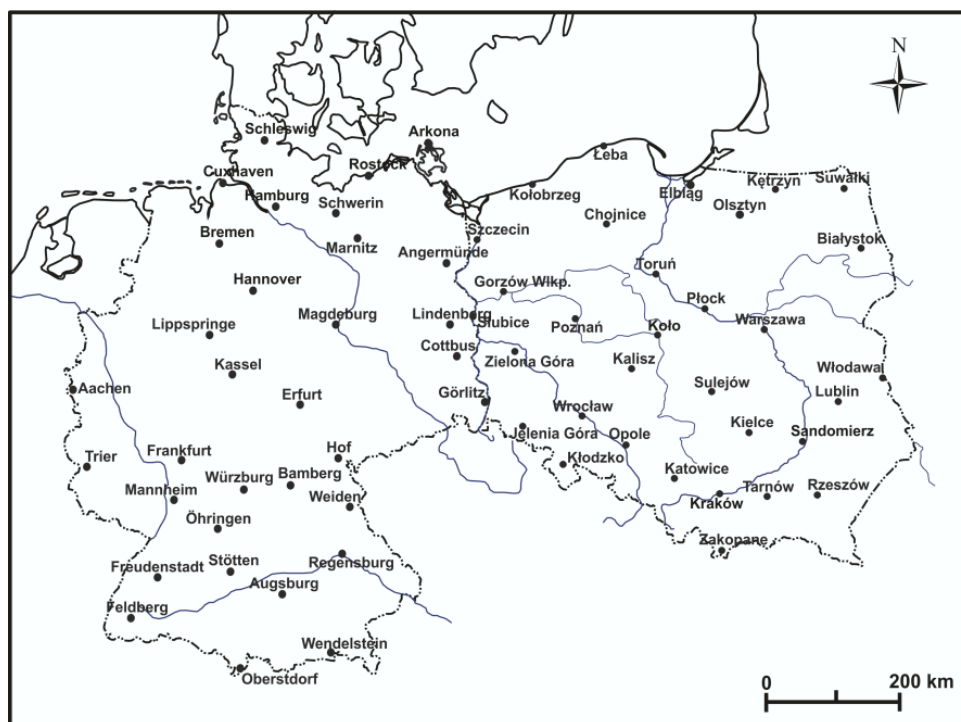 N
Schleswig
Arkona
Łeba
Rostock
Cuxhaven
Kołobrzeg
Elbląg
Kętrzyn
Suwałki
Hamburg
Schwerin
Chojnice
Olsztyn
Bremen
Marnitz
Szczecin
Białystok
Angermünde
Toruń
Hannover
Gorzów Wlkp.
Płock
Lippspringe
Magdeburg
Lindenberg
Słubice
Poznań
Koło
Warszawa
Cottbus
Zielona Góra
Kalisz
Kassel
Włodawa
Aachen
Erfurt
Görlitz
Sulejów
Lublin
Wrocław
Jelenia Góra
Opole
Kielce
Sandomierz
Trier
Frankfurt
Hof
Kłodzko
Würzburg
Bamberg
Katowice
Mannheim
Weiden
Kraków
Tarnów
Rzeszów
Öhringen
Zakopane
Freudenstadt
Stötten
Regensburg
Augsburg
Feldberg
Wendelstein
Oberstdorf
0 200 km